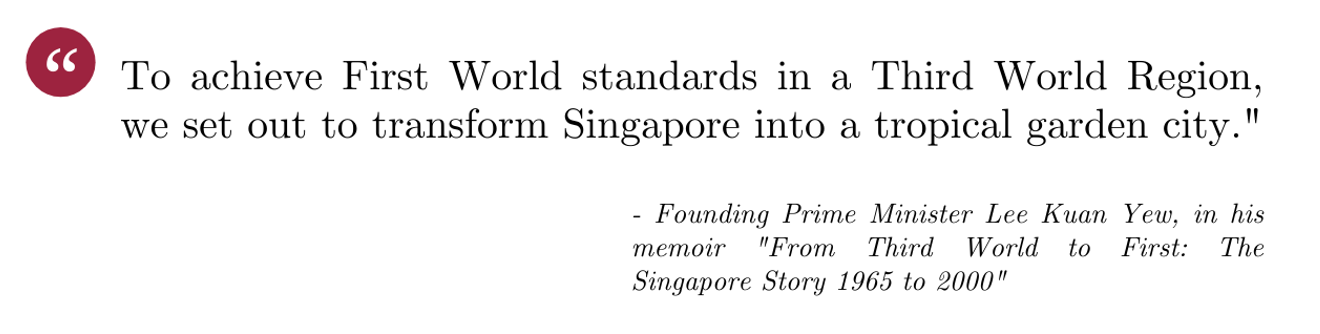 “
To achieve First World standards in a Third World Region,
we set out to transform Singapore into a tropical garden city."
- Founding Prime Minister Lee Kuan Yew, in his
memoir "From Third World to First: The
Singapore Story 1965 to 2000"